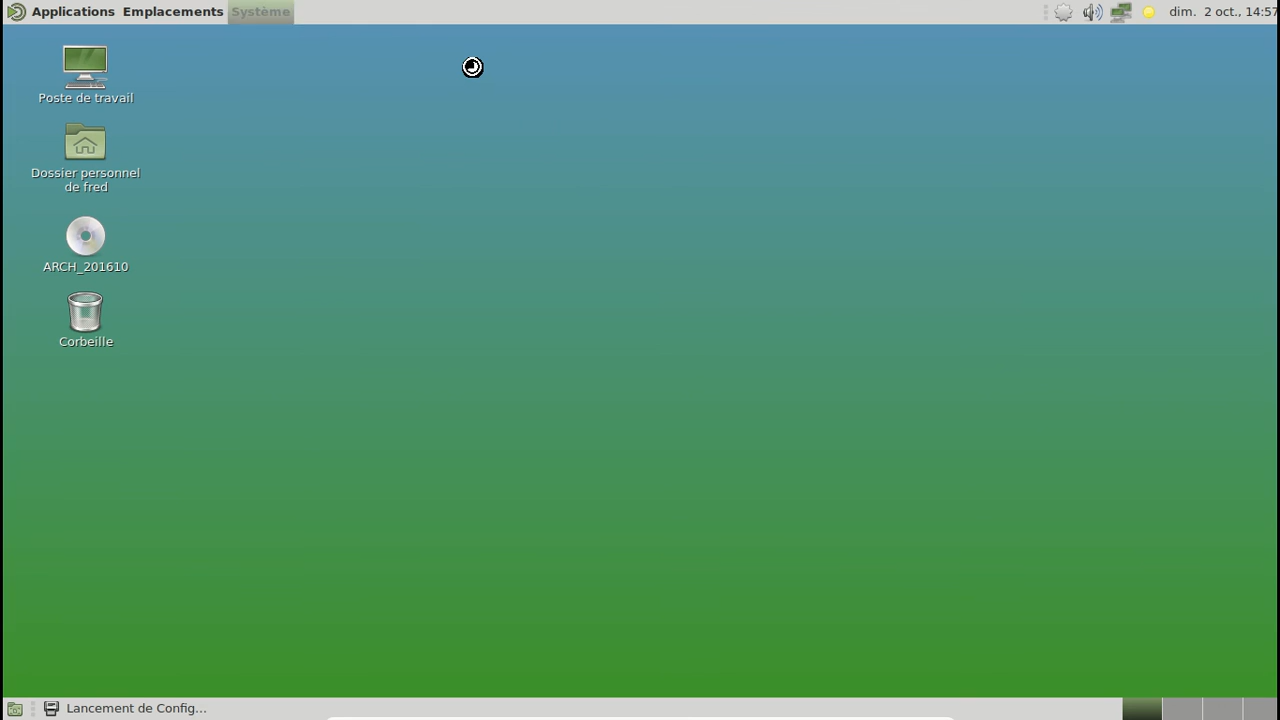 Applications Emplacements Système
dim. 2 oct., 14:57
Poste de travail
Dossier personnel
de fred
ARCH_201610
Corbeille
Lancement de Config...